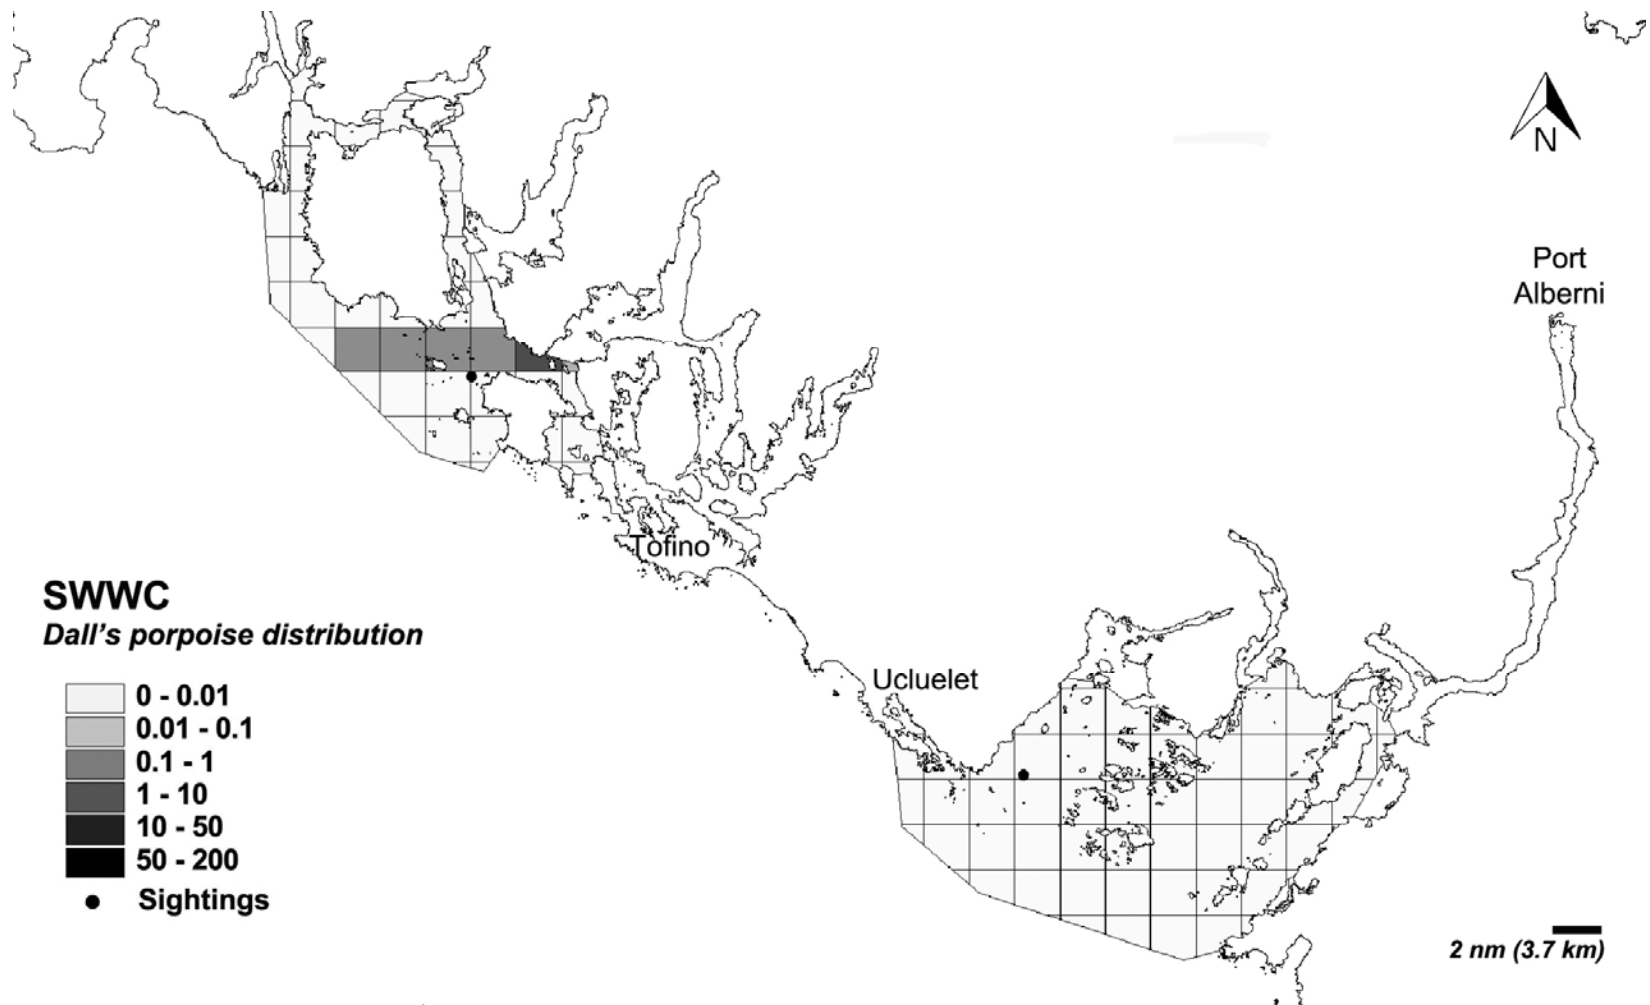 N
Port
Alberni
Tofino
SWWC
Dall's porpoise distribution
Ucluelet
0 - 0.01
0.01 - 0.1
0.1 - 1
1 - 10
10 - 50
50 - 200
Sightings
2 nm (3.7 km)